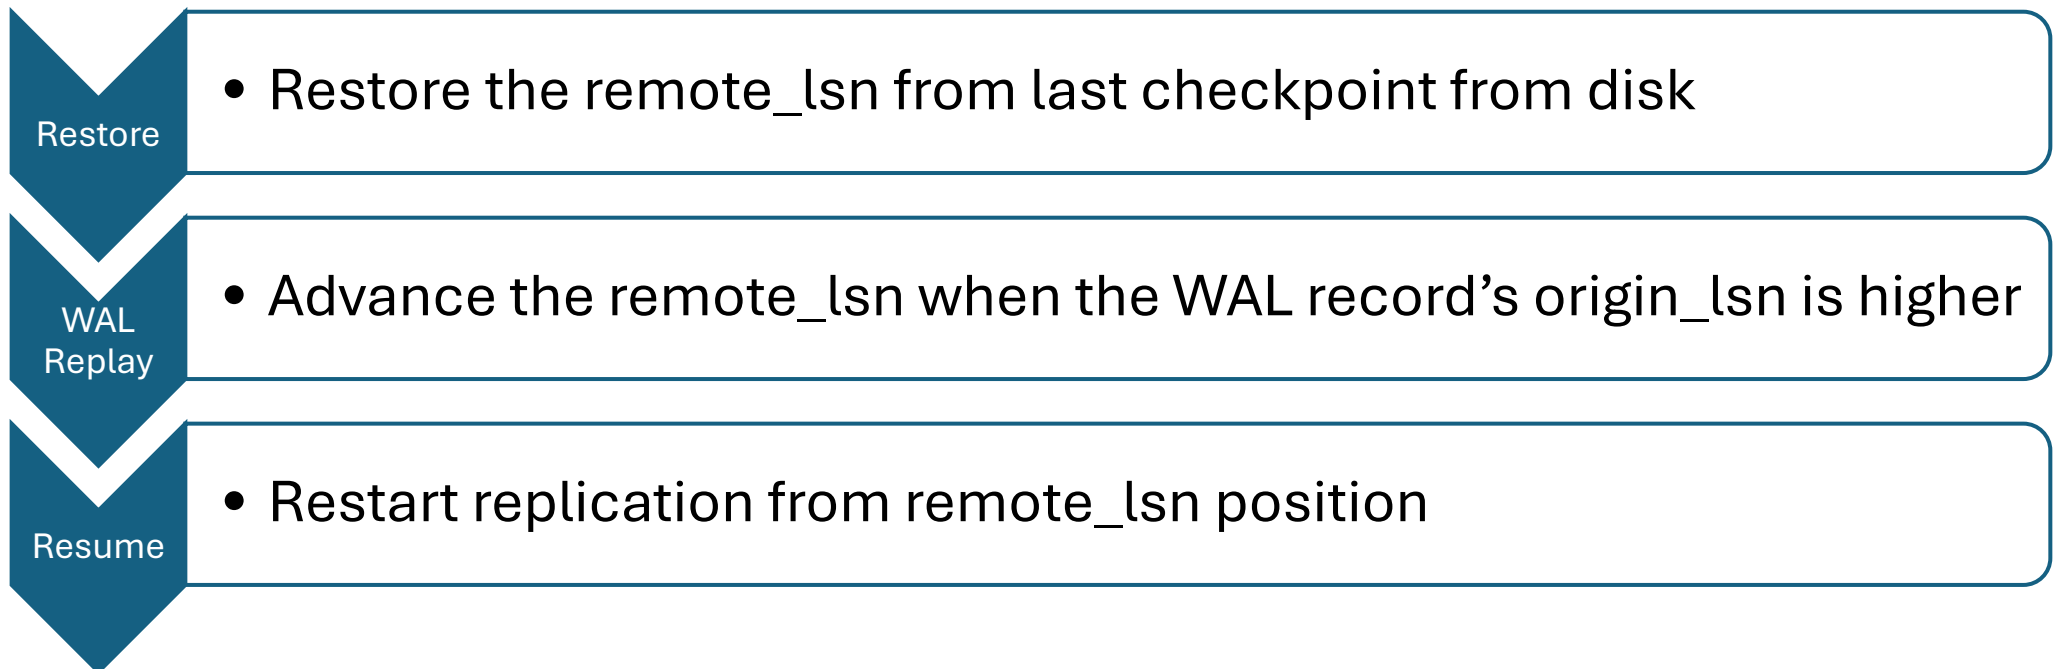 Restore
• Restore the remote_lsn from last checkpoint from disk
WAL
Replay
• Advance the remote_lsn when the WAL record’s origin_lsn is higher
Resume
• Restart replication from remote_lsn position